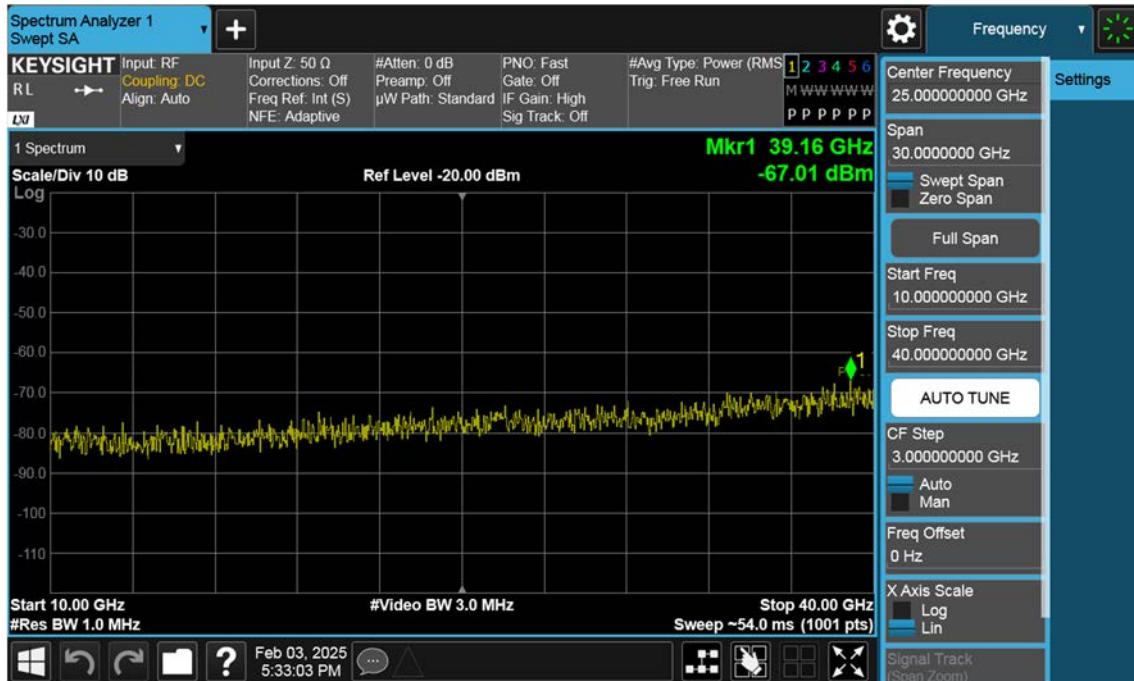 Spectrum Analyzer 1
Swept SA
+
Frequency
KEYSIGHT
RL
LXI
Input: RF
Coupling: DC
Align: Auto
Input Z: 50 Ω
Corrections: Off
Freq Ref: Int (S)
NFE: Adaptive
#Atten: 0 dB
Preamp: Off
µW Path: Standard
PNO: Fast
Gate: Off
IF Gain: High
Sig Track: Off
#Avg Type: Power (RMS
Trig: Free Run
1 2 3 4 5 6
M W W W W W
P P P P P P
1 Spectrum
Mkr1 39.16 GHz
-67.01 dBm
Scale/Div 10 dB
Ref Level -20.00 dBm
Log
-30.0
-40.0
-50.0
-60.0
-70.0
-80.0
-90.0
-100
-110
1
Start 10.00 GHz
#Video BW 3.0 MHz
Stop 40.00 GHz
#Res BW 1.0 MHz
Sweep ~54.0 ms (1001 pts)
?
Feb 03, 2025
5:33:03 PM
Center Frequency
25.000000000 GHz
Span
30.0000000 GHz
Swept Span
Zero Span
Full Span
Start Freq
10.000000000 GHz
Stop Freq
40.000000000 GHz
AUTO TUNE
CF Step
3.000000000 GHz
Auto
Man
Freq Offset
0 Hz
X Axis Scale
Log
Lin
Signal Track
(Span Zoom)
Settings